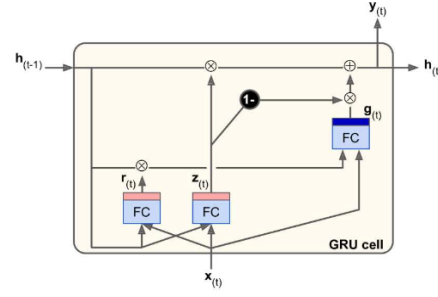 y(t)
h(t-1)
h(t
1-
g(t)
FC
r(t)
z(t)
FC
FC
GRU cell
x(t)